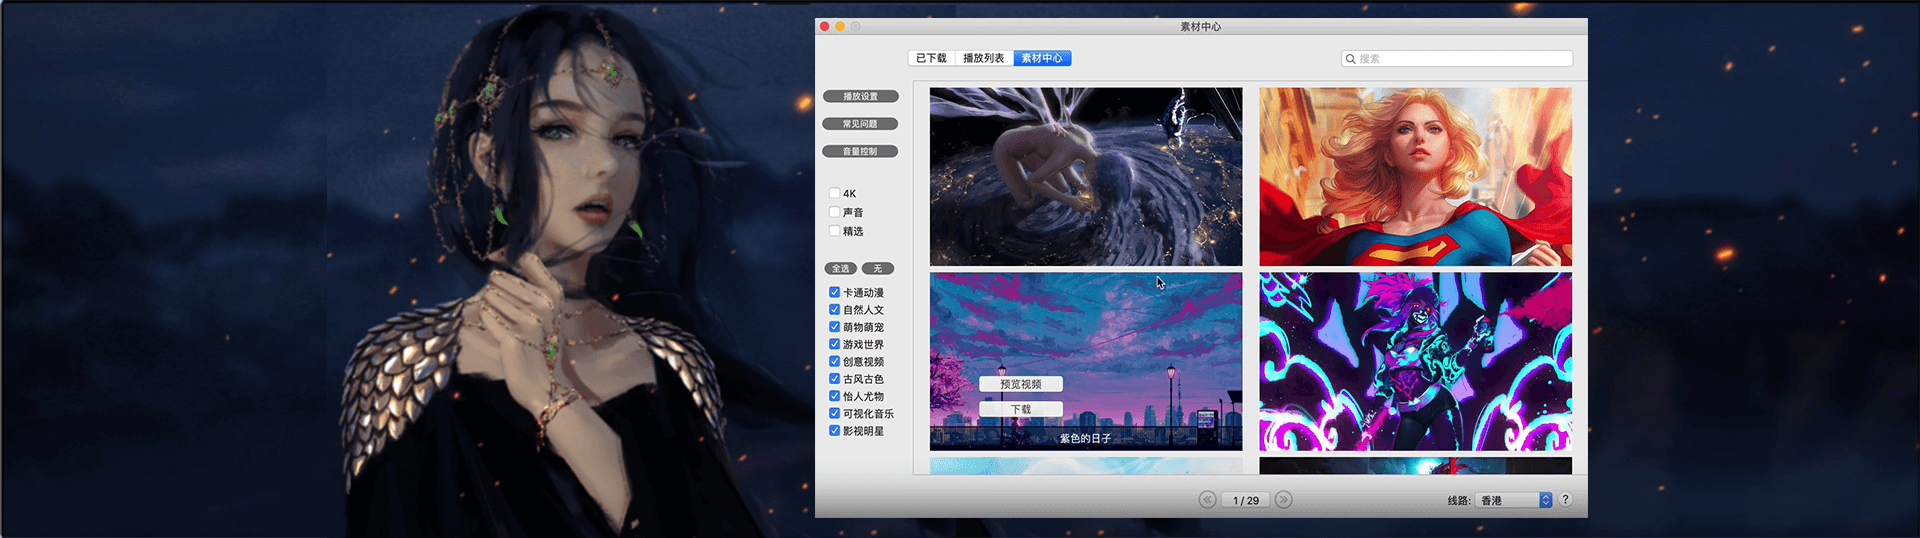 素材中心
已下载 播放列表 素材中心
搜索
播放设置
常见问题
音量控制
4K
声音
精选
全选 无
卡通动漫
自然人文
萌物萌宠
游戏世界
创意视频
古风古色
怡人尤物
可视化音乐
影视明星
预览视频
下载
紫色的日子
1 / 29
线路: 香港 ?